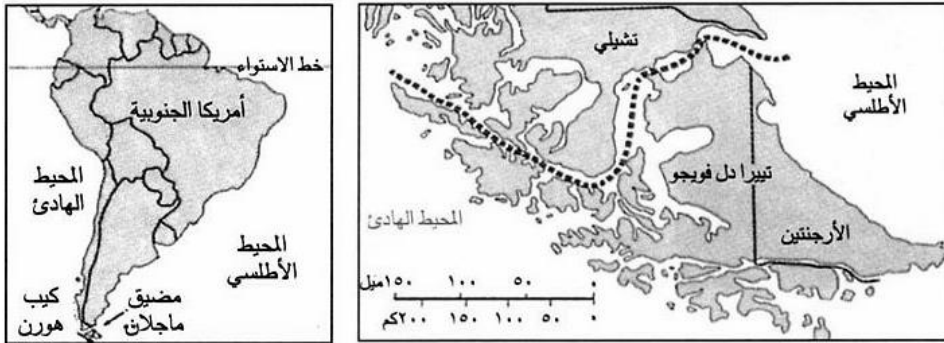 خط الاستواء
أمريكا الجنوبية
المحيط
الهادئ
المحيط
الأطلسي
كيب
هورن
مضيق
ماجلان
تشيلي
المحيط
الأطلسي
تييرا دل فويجو
المحيط الهادئ
الأرجنتين
٠ ٥٠ ١٠٠ ١٥٠ميل
٠ ٥٠ ١٠٠ ١٥٠ ٢٠٠كم